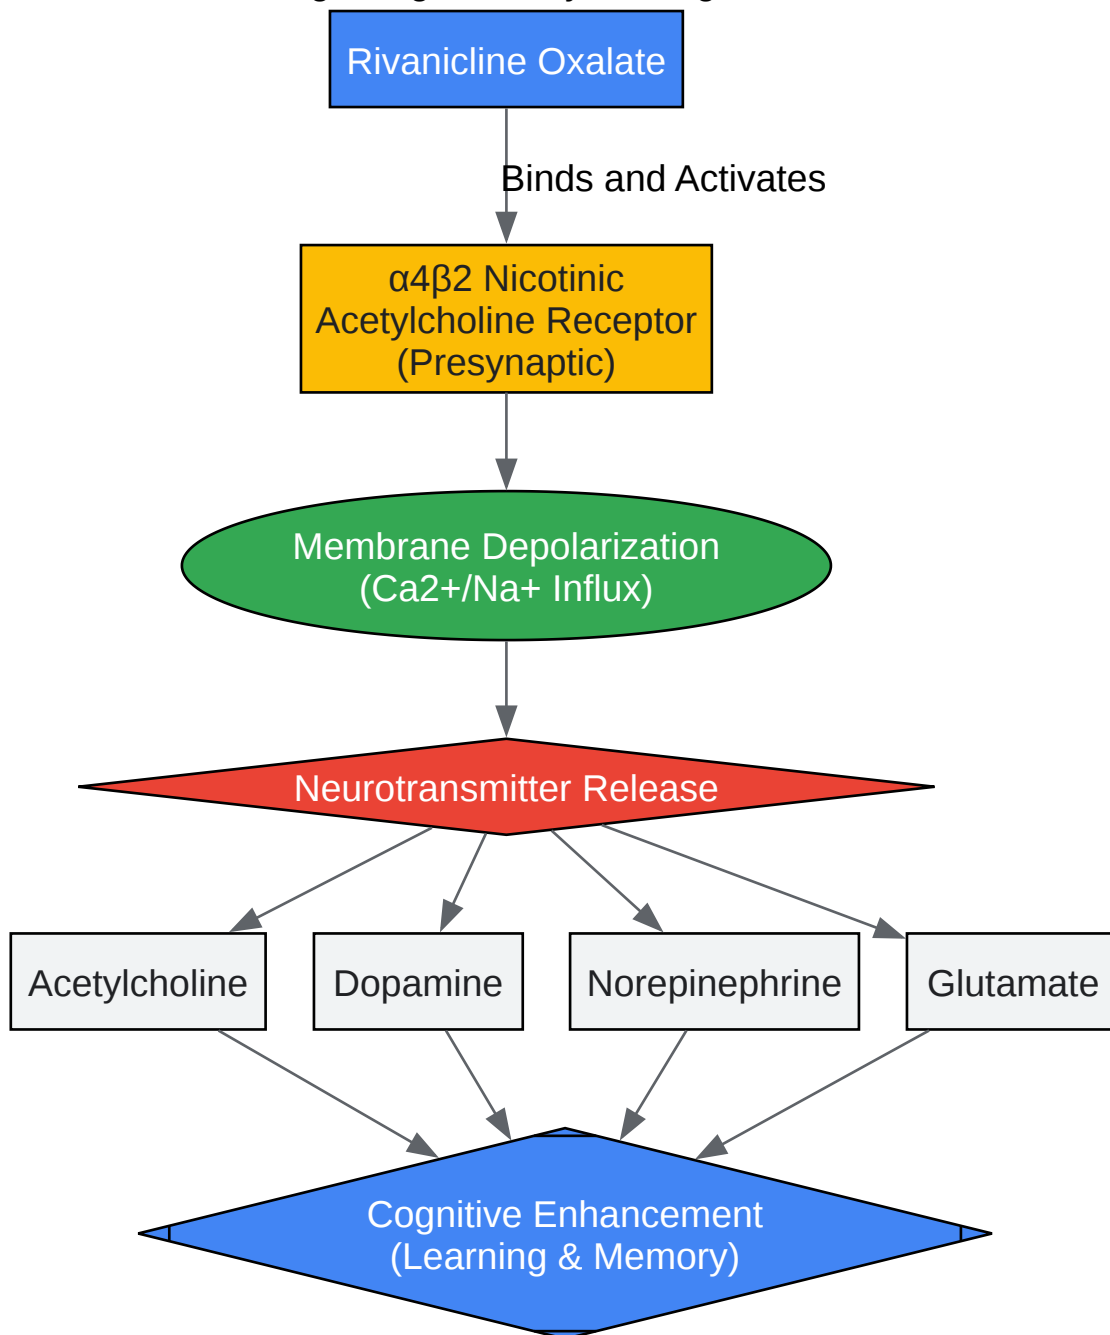 Rivanicline Oxalate
Binds and Activates
α4β2 Nicotinic
Acetylcholine Receptor
(Presynaptic)
Membrane Depolarization
(Ca2+/Na+ Influx)
Neurotransmitter Release
Acetylcholine
Dopamine
Norepinephrine
Glutamate
Cognitive Enhancement
(Learning & Memory)